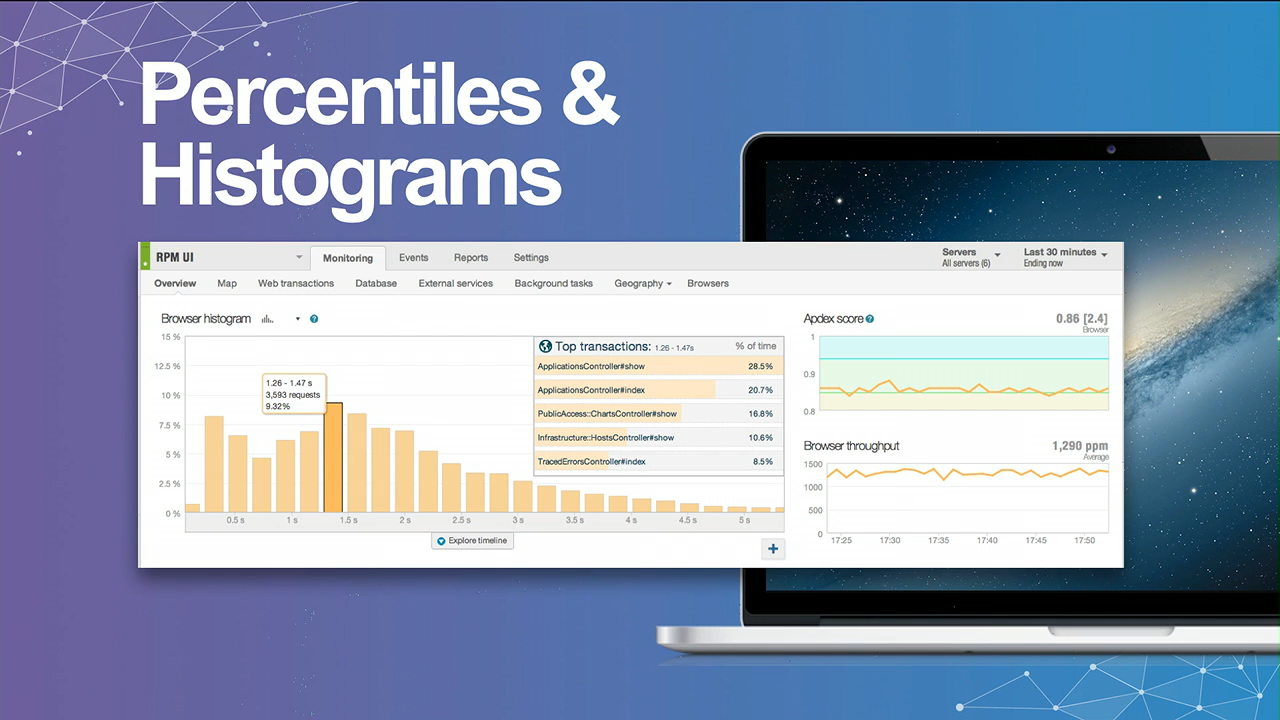 Percentiles &
Histograms
RPM UI
Monitoring
Events
Reports
Settings
Servers
All servers (6)
Last 30 minutes
Ending now
Overview
Map
Web transactions
Database
External services
Background tasks
Geography
Browsers
Browser histogram
15 %
12.5 %
10 %
7.5 %
5 %
2.5 %
0 %
1.26 - 1.47 s
3,593 requests
9.32%
0.5 s
1 s
1.5 s
2 s
2.5 s
3 s
3.5 s
4 s
4.5 s
5 s
Explore timeline
Top transactions: 1.26 - 1.47s
% of time
ApplicationsController#show 28.5%
ApplicationsController#index 20.7%
PublicAccess::ChartsController#show 16.8%
Infrastructure::HostsController#show 10.6%
TracedErrorsController#index 8.5%
+
Apdex score
0.86 [2.4]
Browser
1
0.9
0.8
Browser throughput
1,290 ppm
Average
1500
1000
500
0
17:25
17:30
17:35
17:40
17:45
17:50